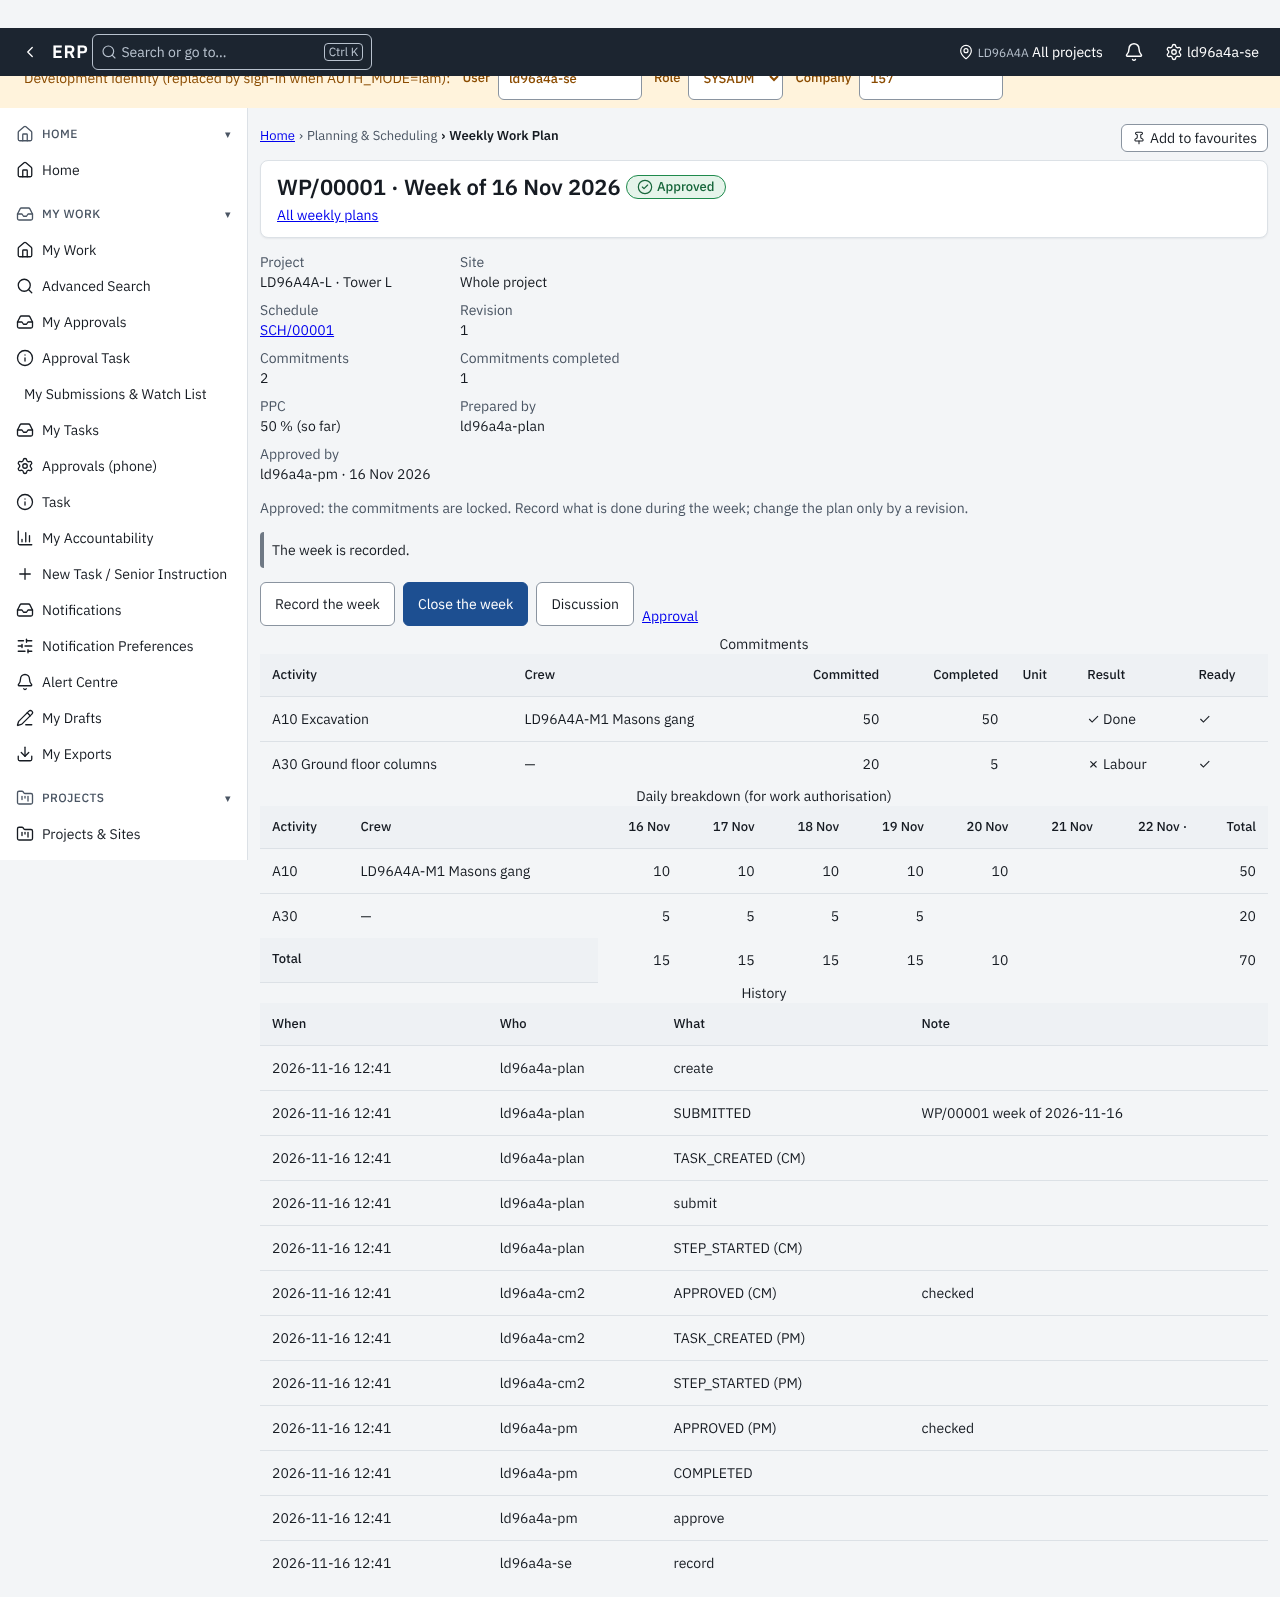 ERP Search or go to... Ctrl K LD96A4A All projects ld96a4a-se
Development identity (replaced by sign-in when AUTH_MODE=iam): User ld96a4a-se Role SYSADM Company 157
HOME
Home
MY WORK
My Work
Advanced Search
My Approvals
Approval Task
My Submissions & Watch List
My Tasks
Approvals (phone)
Task
My Accountability
New Task / Senior Instruction
Notifications
Notification Preferences
Alert Centre
My Drafts
My Exports
PROJECTS
Projects & Sites
Home › Planning & Scheduling › Weekly Work Plan
Add to favourites
WP/00001 · Week of 16 Nov 2026 Approved
All weekly plans
Project Site
LD96A4A-L · Tower L Whole project
Schedule Revision
SCH/00001 1
Commitments Commitments completed
2 1
PPC Prepared by
50 % (so far) ld96a4a-plan
Approved by
ld96a4a-pm · 16 Nov 2026
Approved: the commitments are locked. Record what is done during the week; change the plan only by a revision.
The week is recorded.
Record the week Close the week Discussion Approval
Commitments
Activity Crew Committed Completed Unit Result Ready
A10 Excavation LD96A4A-M1 Masons gang 50 50 ✓ Done ✓
A30 Ground floor columns — 20 5 ✕ Labour ✓
Daily breakdown (for work authorisation)
Activity Crew 16 Nov 17 Nov 18 Nov 19 Nov 20 Nov 21 Nov 22 Nov · Total
A10 LD96A4A-M1 Masons gang 10 10 10 10 10 50
A30 — 5 5 5 5 20
Total 15 15 15 15 10 70
History
When Who What Note
2026-11-16 12:41 ld96a4a-plan create
2026-11-16 12:41 ld96a4a-plan SUBMITTED WP/00001 week of 2026-11-16
2026-11-16 12:41 ld96a4a-plan TASK_CREATED (CM)
2026-11-16 12:41 ld96a4a-plan submit
2026-11-16 12:41 ld96a4a-plan STEP_STARTED (CM)
2026-11-16 12:41 ld96a4a-cm2 APPROVED (CM) checked
2026-11-16 12:41 ld96a4a-cm2 TASK_CREATED (PM)
2026-11-16 12:41 ld96a4a-cm2 STEP_STARTED (PM)
2026-11-16 12:41 ld96a4a-pm APPROVED (PM) checked
2026-11-16 12:41 ld96a4a-pm COMPLETED
2026-11-16 12:41 ld96a4a-pm approve
2026-11-16 12:41 ld96a4a-se record